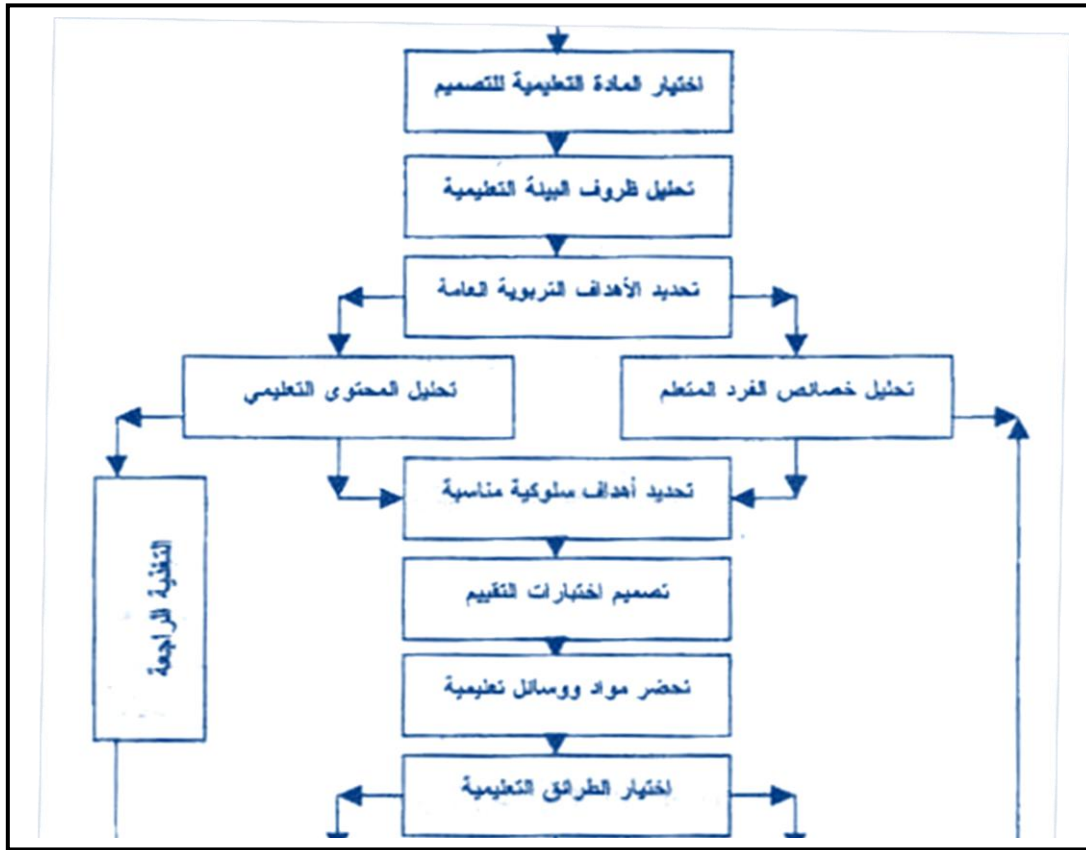 اختيار المادة التعليمية للتصميم
تحليل ظروف البيئة التعليمية
تحديد الأهداف التربوية العامة
تحليل خصائص الفرد المتعلم
تحليل المحتوى التعليمي
تحديد أهداف سلوكية مناسبة
التغذية الراجعة
تصميم اختبارات التقييم
تحضر مواد ووسائل تعليمية
اختيار الطرائق التعليمية